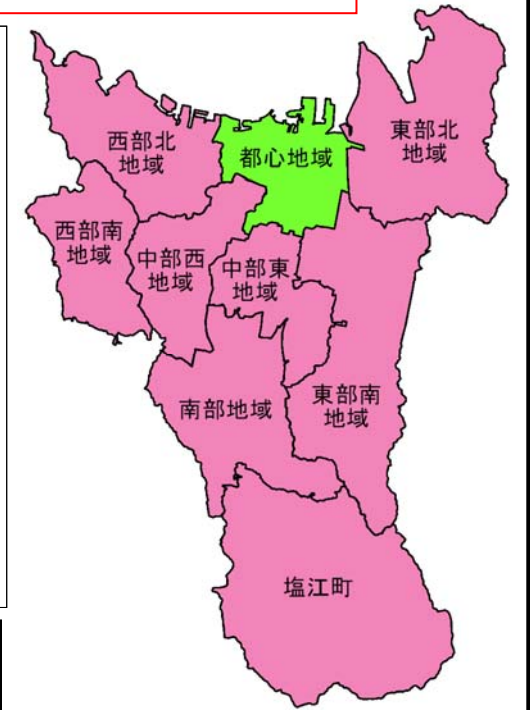 西部北
地域
都心地域
東部北
地域
西部南
地域
中部西
地域
中部東
地域
南部地域
東部南
地域
塩江町